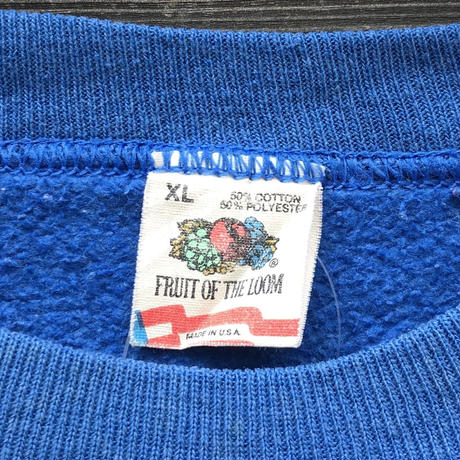 XL
50% COTTON
50% POLYESTER
®
FRUIT OF THE LOOM
MADE IN U.S.A.